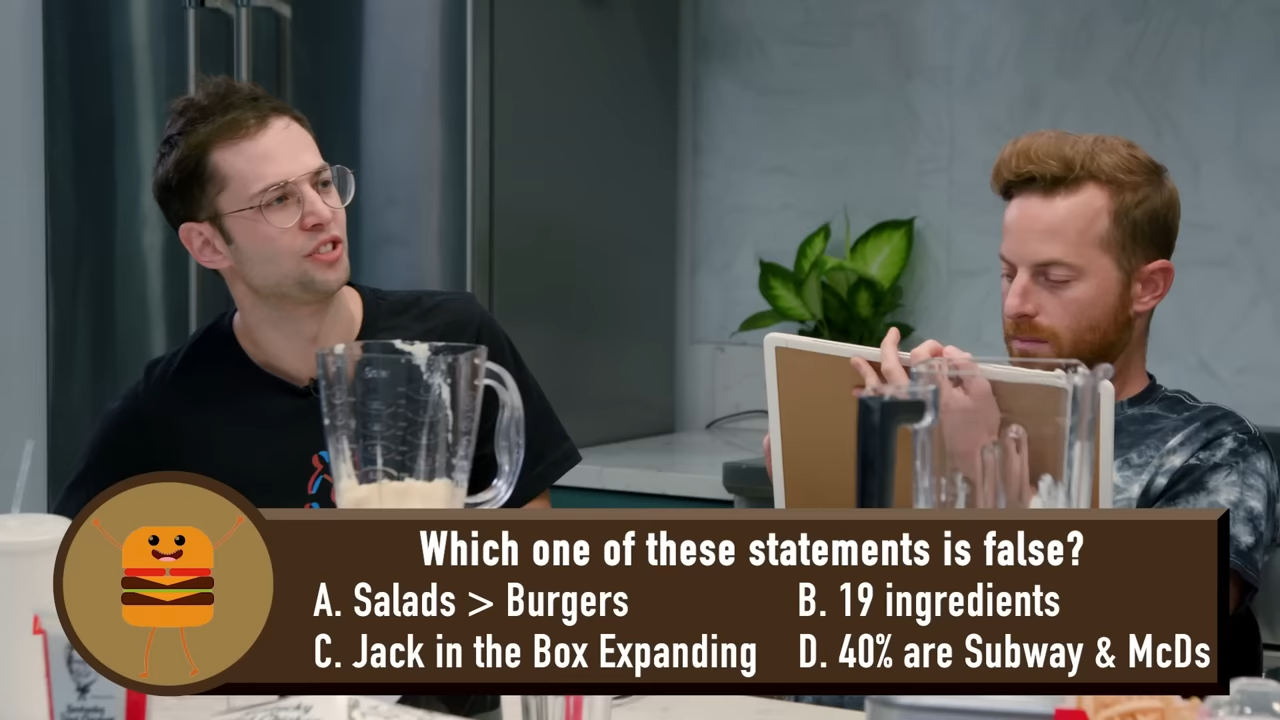 Which one of these statements is false?
A. Salads > Burgers
B. 19 ingredients
C. Jack in the Box Expanding
D. 40% are Subway & McDs